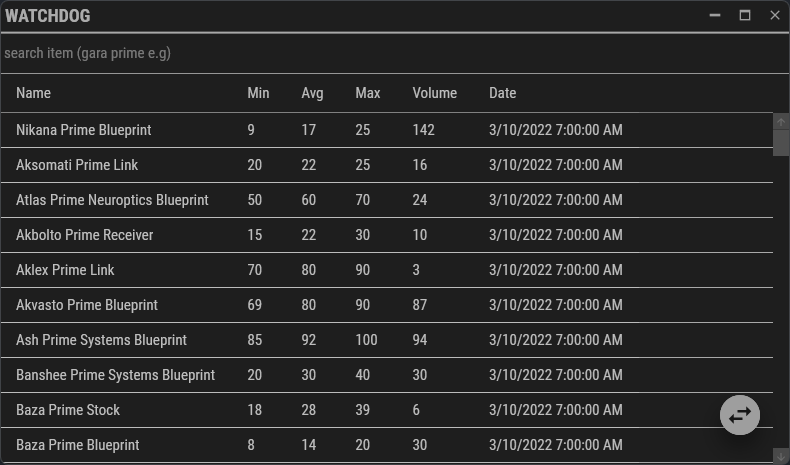 WATCHDOG
search item (gara prime e.g)
Name Min Avg Max Volume Date
Nikana Prime Blueprint 9 17 25 142 3/10/2022 7:00:00 AM
Aksomati Prime Link 20 22 25 16 3/10/2022 7:00:00 AM
Atlas Prime Neuroptics Blueprint 50 60 70 24 3/10/2022 7:00:00 AM
Akbolto Prime Receiver 15 22 30 10 3/10/2022 7:00:00 AM
Aklex Prime Link 70 80 90 3 3/10/2022 7:00:00 AM
Akvasto Prime Blueprint 69 80 90 87 3/10/2022 7:00:00 AM
Ash Prime Systems Blueprint 85 92 100 94 3/10/2022 7:00:00 AM
Banshee Prime Systems Blueprint 20 30 40 30 3/10/2022 7:00:00 AM
Baza Prime Stock 18 28 39 6 3/10/2022 7:00:00 AM
Baza Prime Blueprint 8 14 20 30 3/10/2022 7:00:00 AM